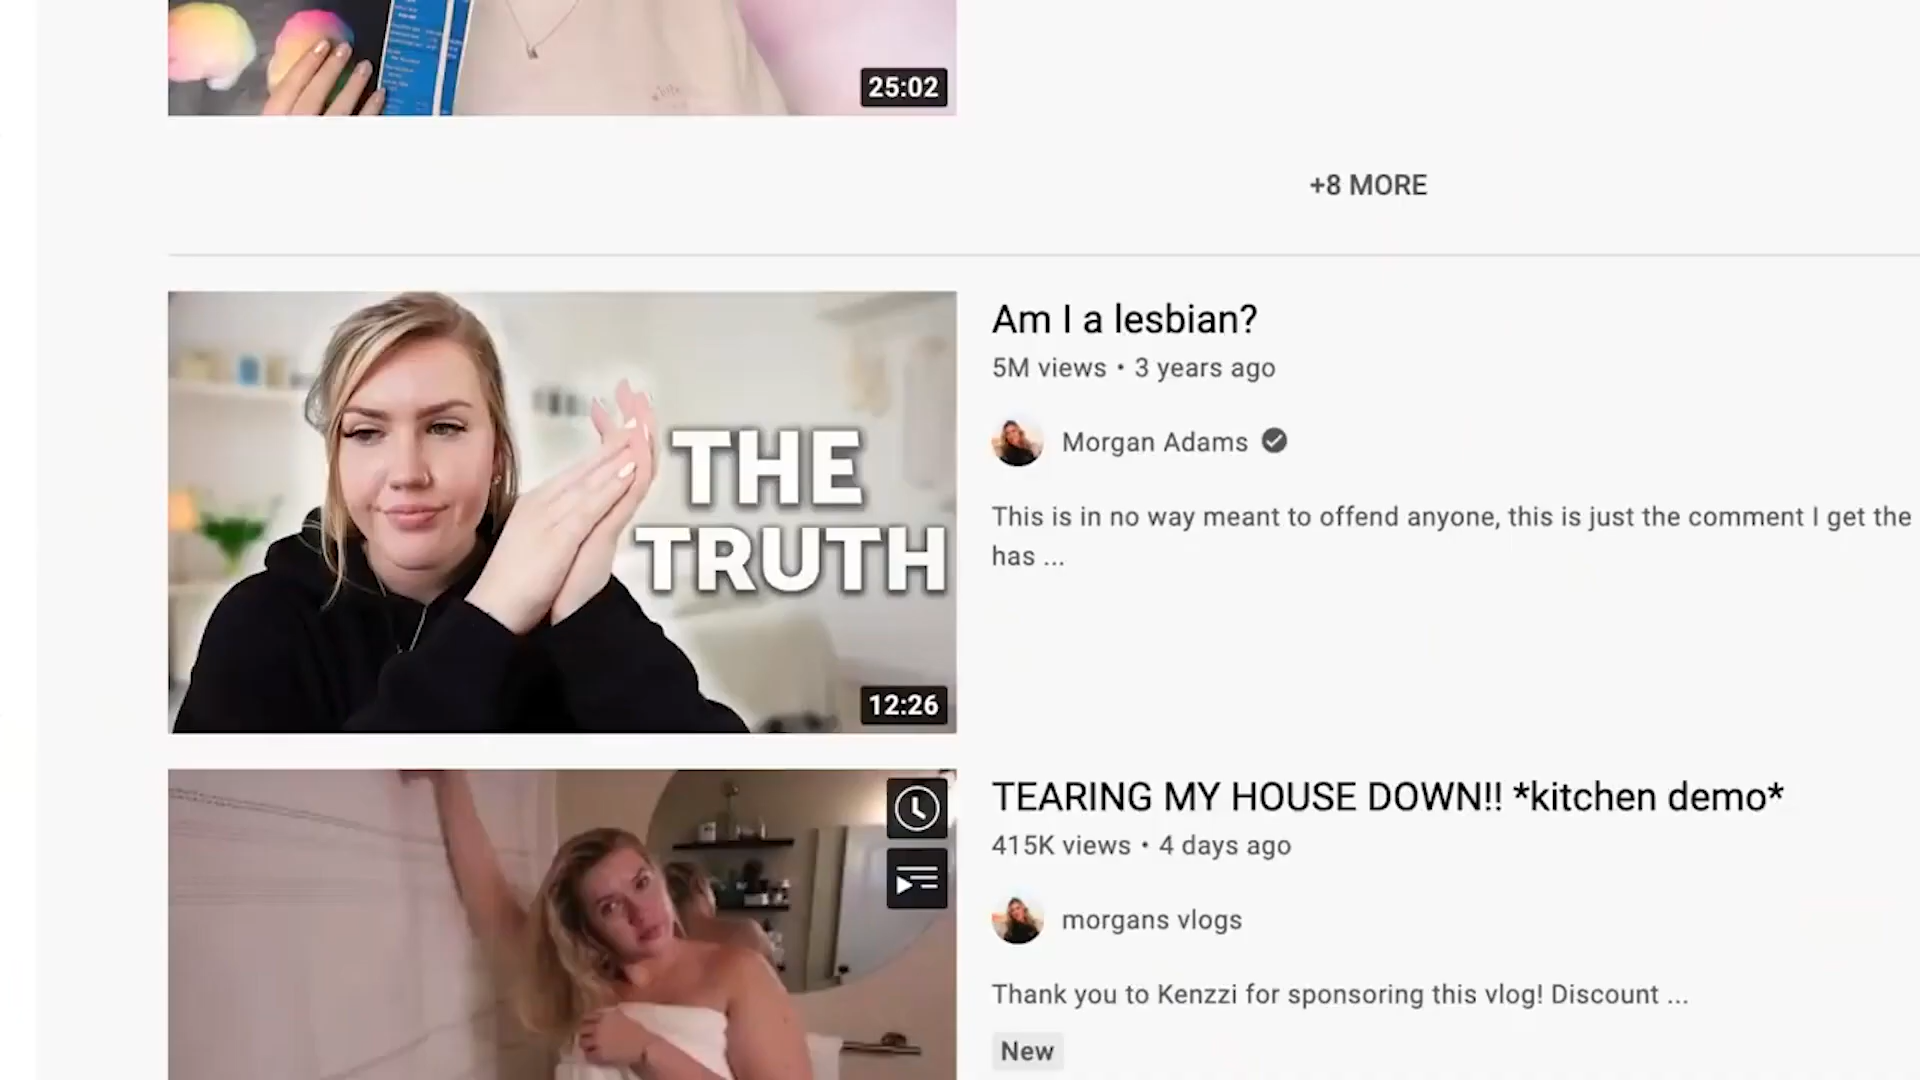 25:02
+8 MORE
THE
TRUTH
12:26
Am I a lesbian?
5M views • 3 years ago
Morgan Adams
This is in no way meant to offend anyone, this is just the comment I get the
has ...
TEARING MY HOUSE DOWN!! *kitchen demo*
415K views • 4 days ago
morgans vlogs
Thank you to Kenzzi for sponsoring this vlog! Discount ...
New